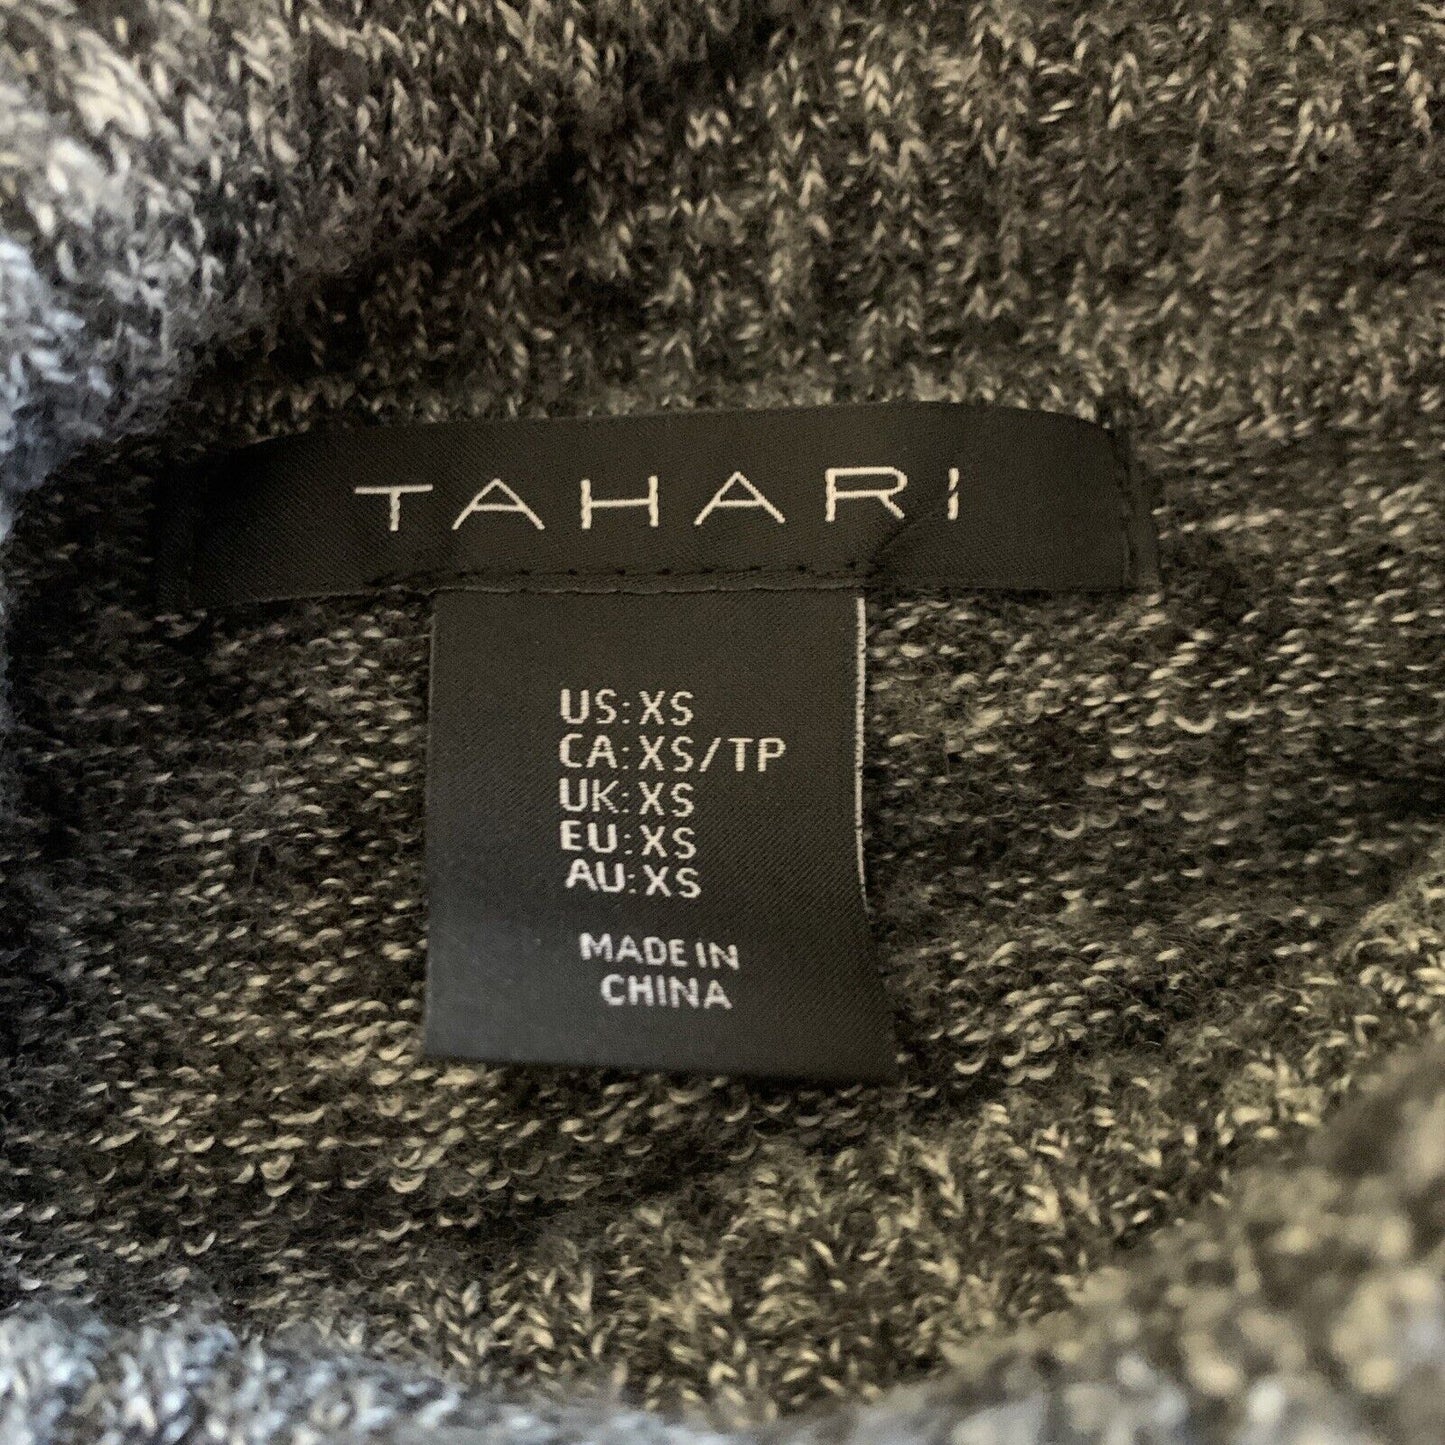 TAHARI
US: XS
CA: XS/TP
UK: XS
EU: XS
AU: XS
MADE IN
CHINA